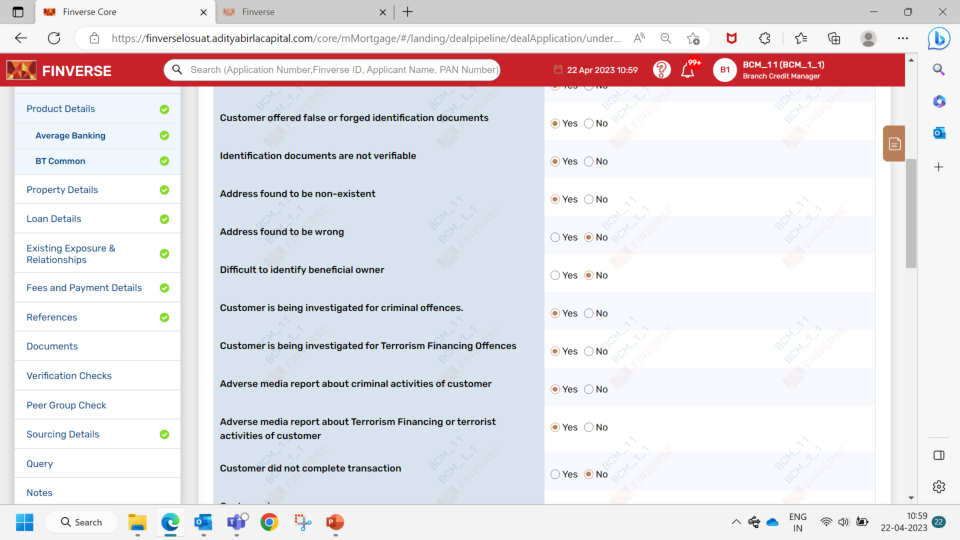 Finverse Core
Finverse
https://finverselosuat.adityabirlacapital.com/core/mMortgage/#/landing/dealpipeline/dealApplication/under...
FINVERSE
Search (Application Number,Finverse ID, Applicant Name, PAN Number)
22 Apr 2023 10:59
99+
B1
BCM_1 1 (BCM_1_1)
Branch Credit Manager
Product Details
Average Banking
BT Common
Property Details
Loan Details
Existing Exposure &
Relationships
Fees and Payment Details
References
Documents
Verification Checks
Peer Group Check
Sourcing Details
Query
Notes
Yes No
Customer offered false or forged identification documents
Yes No
Identification documents are not verifiable
Yes No
Address found to be non-existent
Yes No
Address found to be wrong
Yes No
Difficult to identify beneficial owner
Yes No
Customer is being investigated for criminal offences.
Yes No
Customer is being investigated for Terrorism Financing Offences
Yes No
Adverse media report about criminal activities of customer
Yes No
Adverse media report about Terrorism Financing or terrorist
activities of customer
Yes No
Customer did not complete transaction
Yes No
BCM_11
BCM_1_1
FINVERSE
Search
ENG
IN
10:59
22-04-2023
22